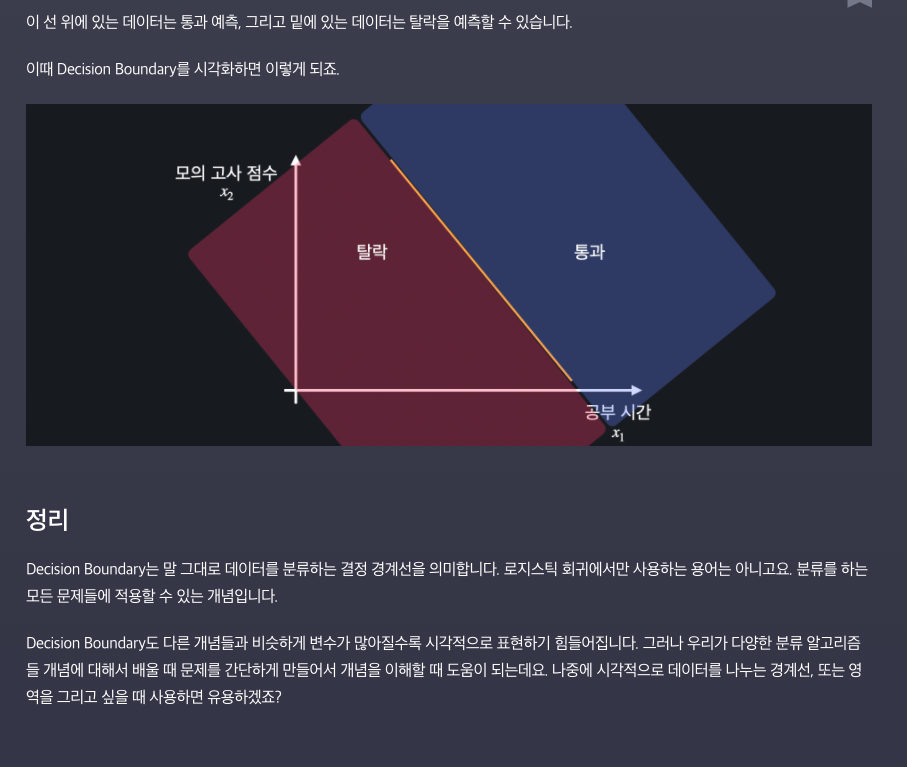 이 선 위에 있는 데이터는 통과 예측, 그리고 밑에 있는 데이터는 탈락을 예측할 수 있습니다.
이때 Decision Boundary를 시각화하면 이렇게 되죠.
모의 고사 점수
x₂
탈락
통과
공부 시간
x₁
정리
Decision Boundary는 말 그대로 데이터를 분류하는 결정 경계선을 의미합니다. 로지스틱 회귀에서만 사용하는 용어는 아니고요. 분류를 하는
모든 문제들에 적용할 수 있는 개념입니다.
Decision Boundary도 다른 개념들과 비슷하게 변수가 많아질수록 시각적으로 표현하기 힘들어집니다. 그러나 우리가 다양한 분류 알고리즘
들 개념에 대해서 배울 때 문제를 간단하게 만들어서 개념을 이해할 때 도움이 되는데요. 나중에 시각적으로 데이터를 나누는 경계선, 또는 영
역을 그리고 싶을 때 사용하면 유용하겠죠?